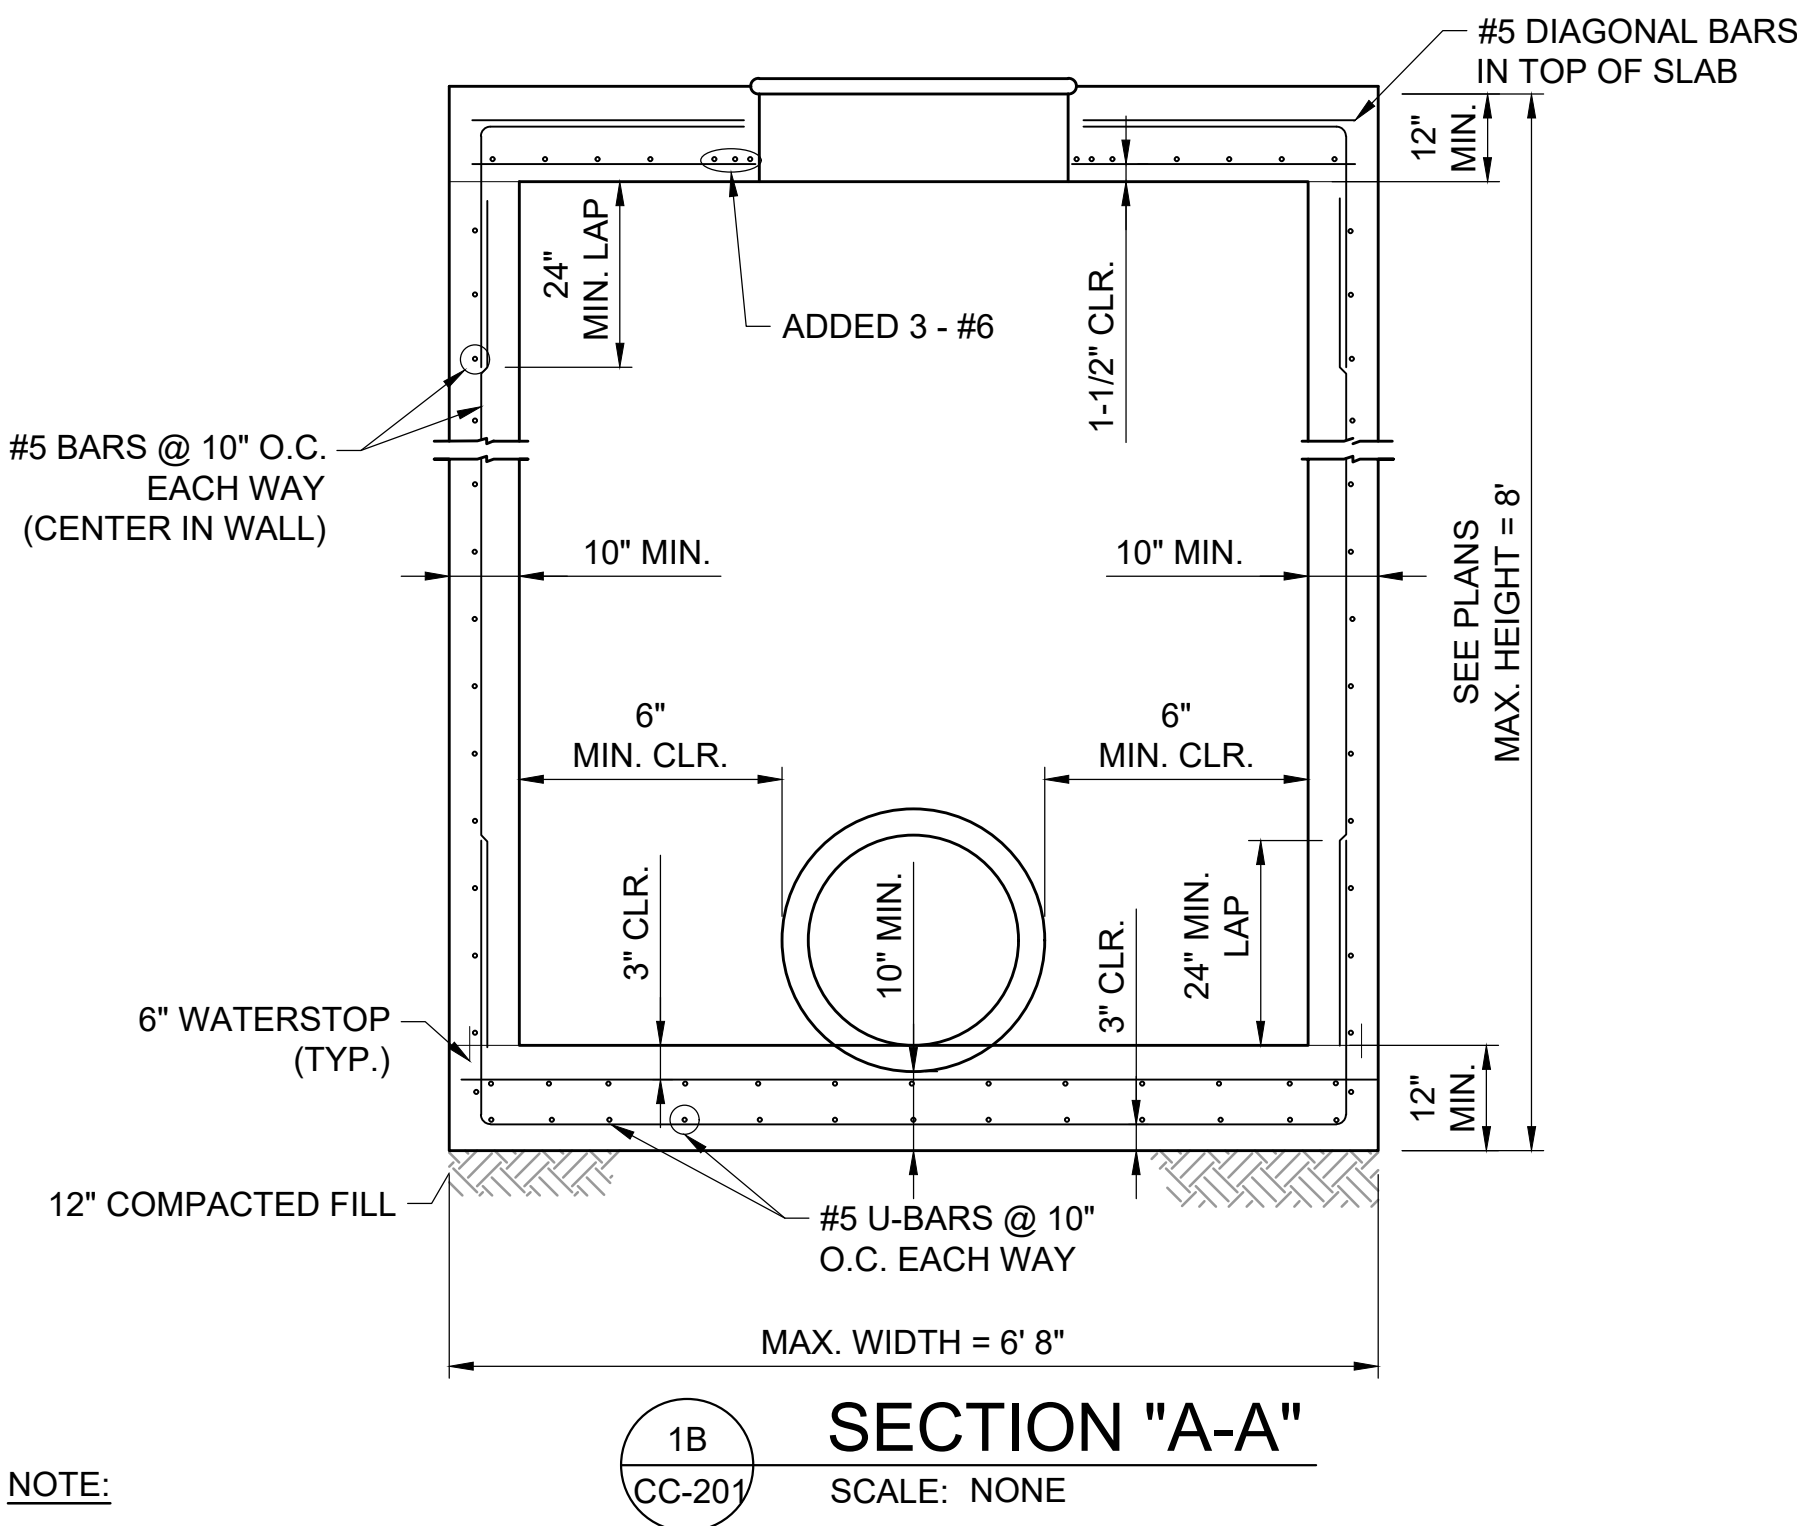 #5 DIAGONAL BARS
IN TOP OF SLAB
12"
MIN.
24"
MIN. LAP
ADDED 3 - #6
1-1/2" CLR.
#5 BARS @ 10" O.C.
EACH WAY
(CENTER IN WALL)
10" MIN.
10" MIN.
SEE PLANS
MAX. HEIGHT = 8'
6"
MIN. CLR.
6"
MIN. CLR.
3" CLR.
10" MIN.
3" CLR.
24" MIN.
LAP
6" WATERSTOP
(TYP.)
12"
MIN.
12" COMPACTED FILL
#5 U-BARS @ 10"
O.C. EACH WAY
MAX. WIDTH = 6' 8"
1B
CC-201
SECTION "A-A"
SCALE: NONE
NOTE: